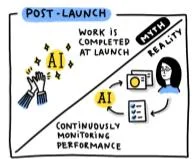 POST-LAUNCH
WORK IS
COMPLETED
AT LAUNCH
MYTH
REALITY
AI
AI
CONTINUOUSLY
MONITORING
PERFORMANCE